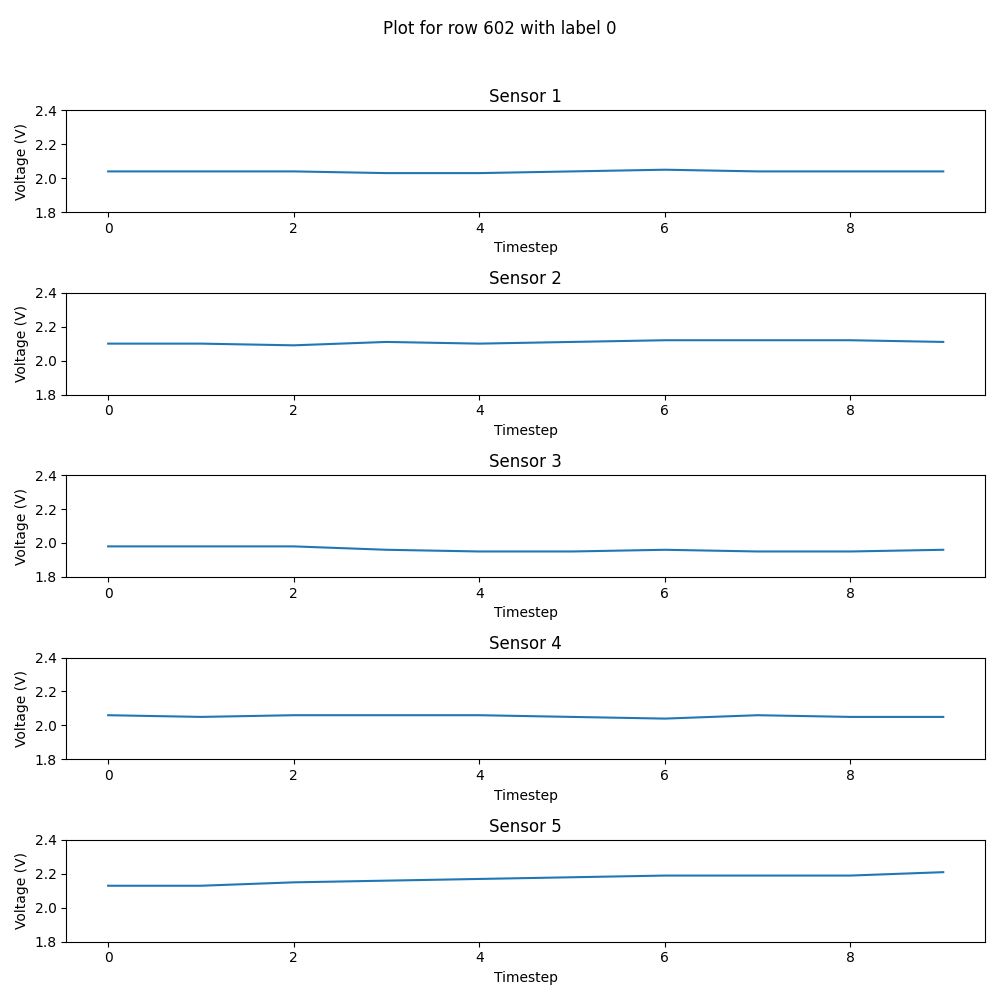 Plot for row 602 with label 0
Sensor 1
Voltage (V)
2.4
2.2
2.0
1.8
0 2 4 6 8
Timestep
Sensor 2
Voltage (V)
2.4
2.2
2.0
1.8
0 2 4 6 8
Timestep
Sensor 3
Voltage (V)
2.4
2.2
2.0
1.8
0 2 4 6 8
Timestep
Sensor 4
Voltage (V)
2.4
2.2
2.0
1.8
0 2 4 6 8
Timestep
Sensor 5
Voltage (V)
2.4
2.2
2.0
1.8
0 2 4 6 8
Timestep